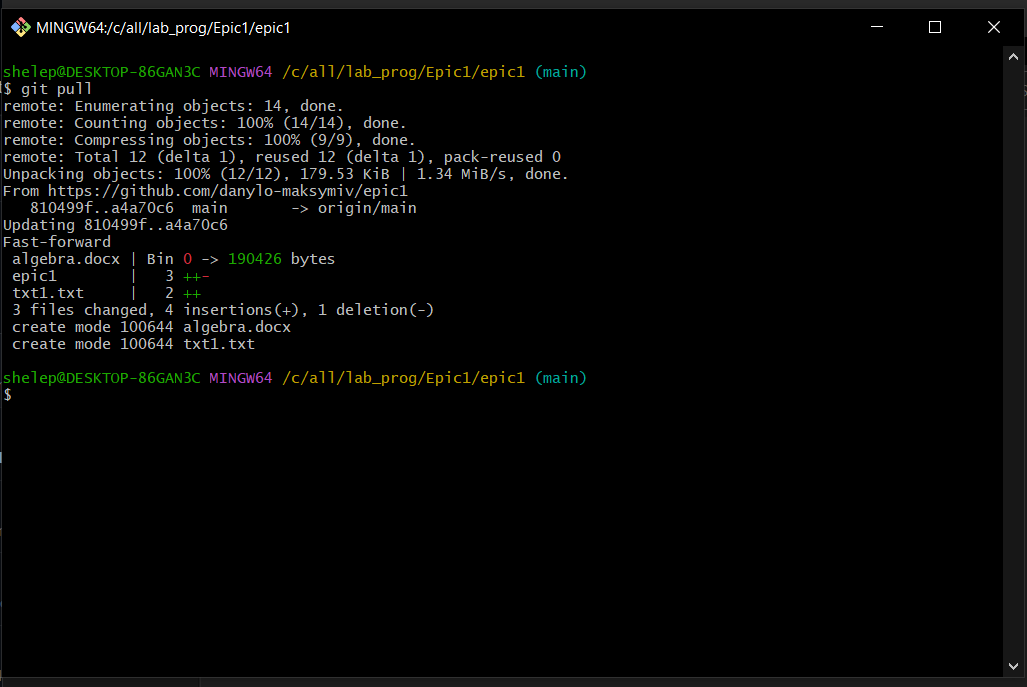 MINGW64:/c/all/lab_prog/Epic1/epic1
shelep@DESKTOP-86GAN3C MINGW64 /c/all/lab_prog/Epic1/epic1 (main)
$ git pull
remote: Enumerating objects: 14, done.
remote: Counting objects: 100% (14/14), done.
remote: Compressing objects: 100% (9/9), done.
remote: Total 12 (delta 1), reused 12 (delta 1), pack-reused 0
Unpacking objects: 100% (12/12), 179.53 KiB | 1.34 MiB/s, done.
From https://github.com/danylo-maksymiv/epic1
   810499f..a4a70c6  main       -> origin/main
Updating 810499f..a4a70c6
Fast-forward
 algebra.docx | Bin 0 -> 190426 bytes
 epic1        |   3 ++-
 txt1.txt     |   2 ++
 3 files changed, 4 insertions(+), 1 deletion(-)
 create mode 100644 algebra.docx
 create mode 100644 txt1.txt
shelep@DESKTOP-86GAN3C MINGW64 /c/all/lab_prog/Epic1/epic1 (main)
$